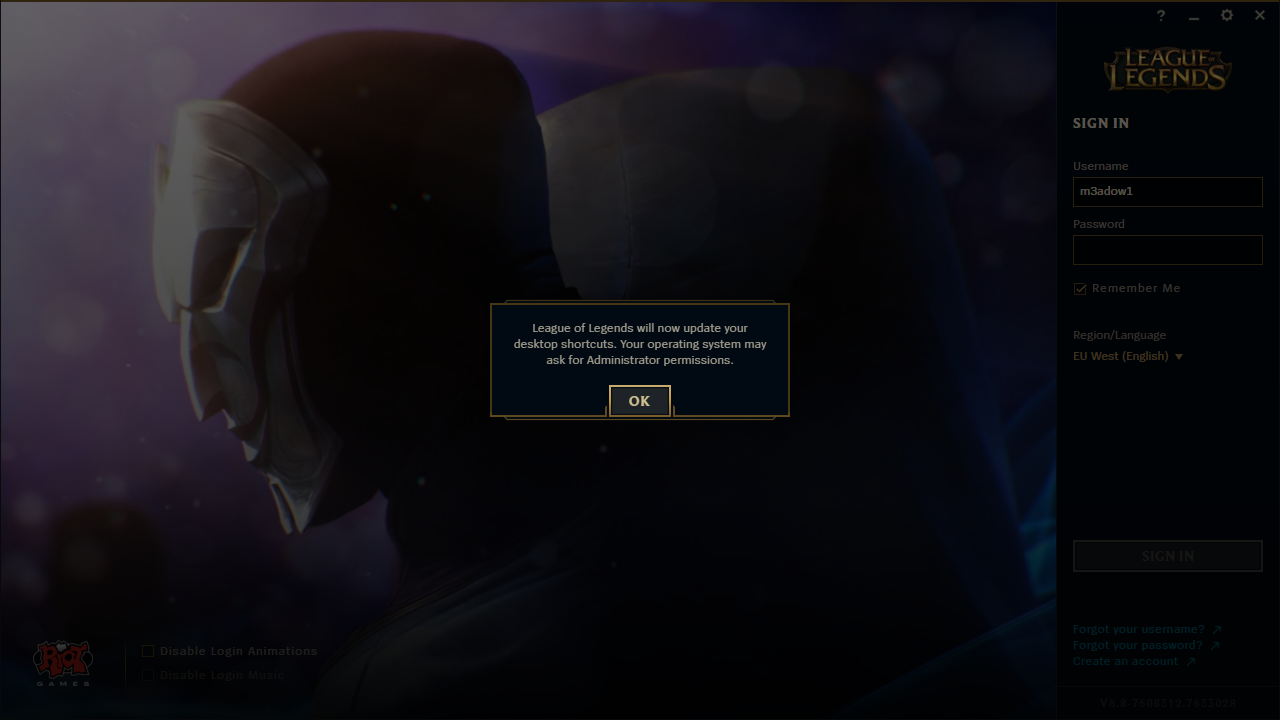 ?
LEAGUE OF
LEGENDS
SIGN IN
Username
m3adow1
Password
Remember Me
Region/Language
EU West (English)
League of Legends will now update your
desktop shortcuts. Your operating system may
ask for Administrator permissions.
OK
SIGN IN
Forgot your username?
Forgot your password?
Create an account
RIOT
GAMES
Disable Login Animations
Disable Login Music